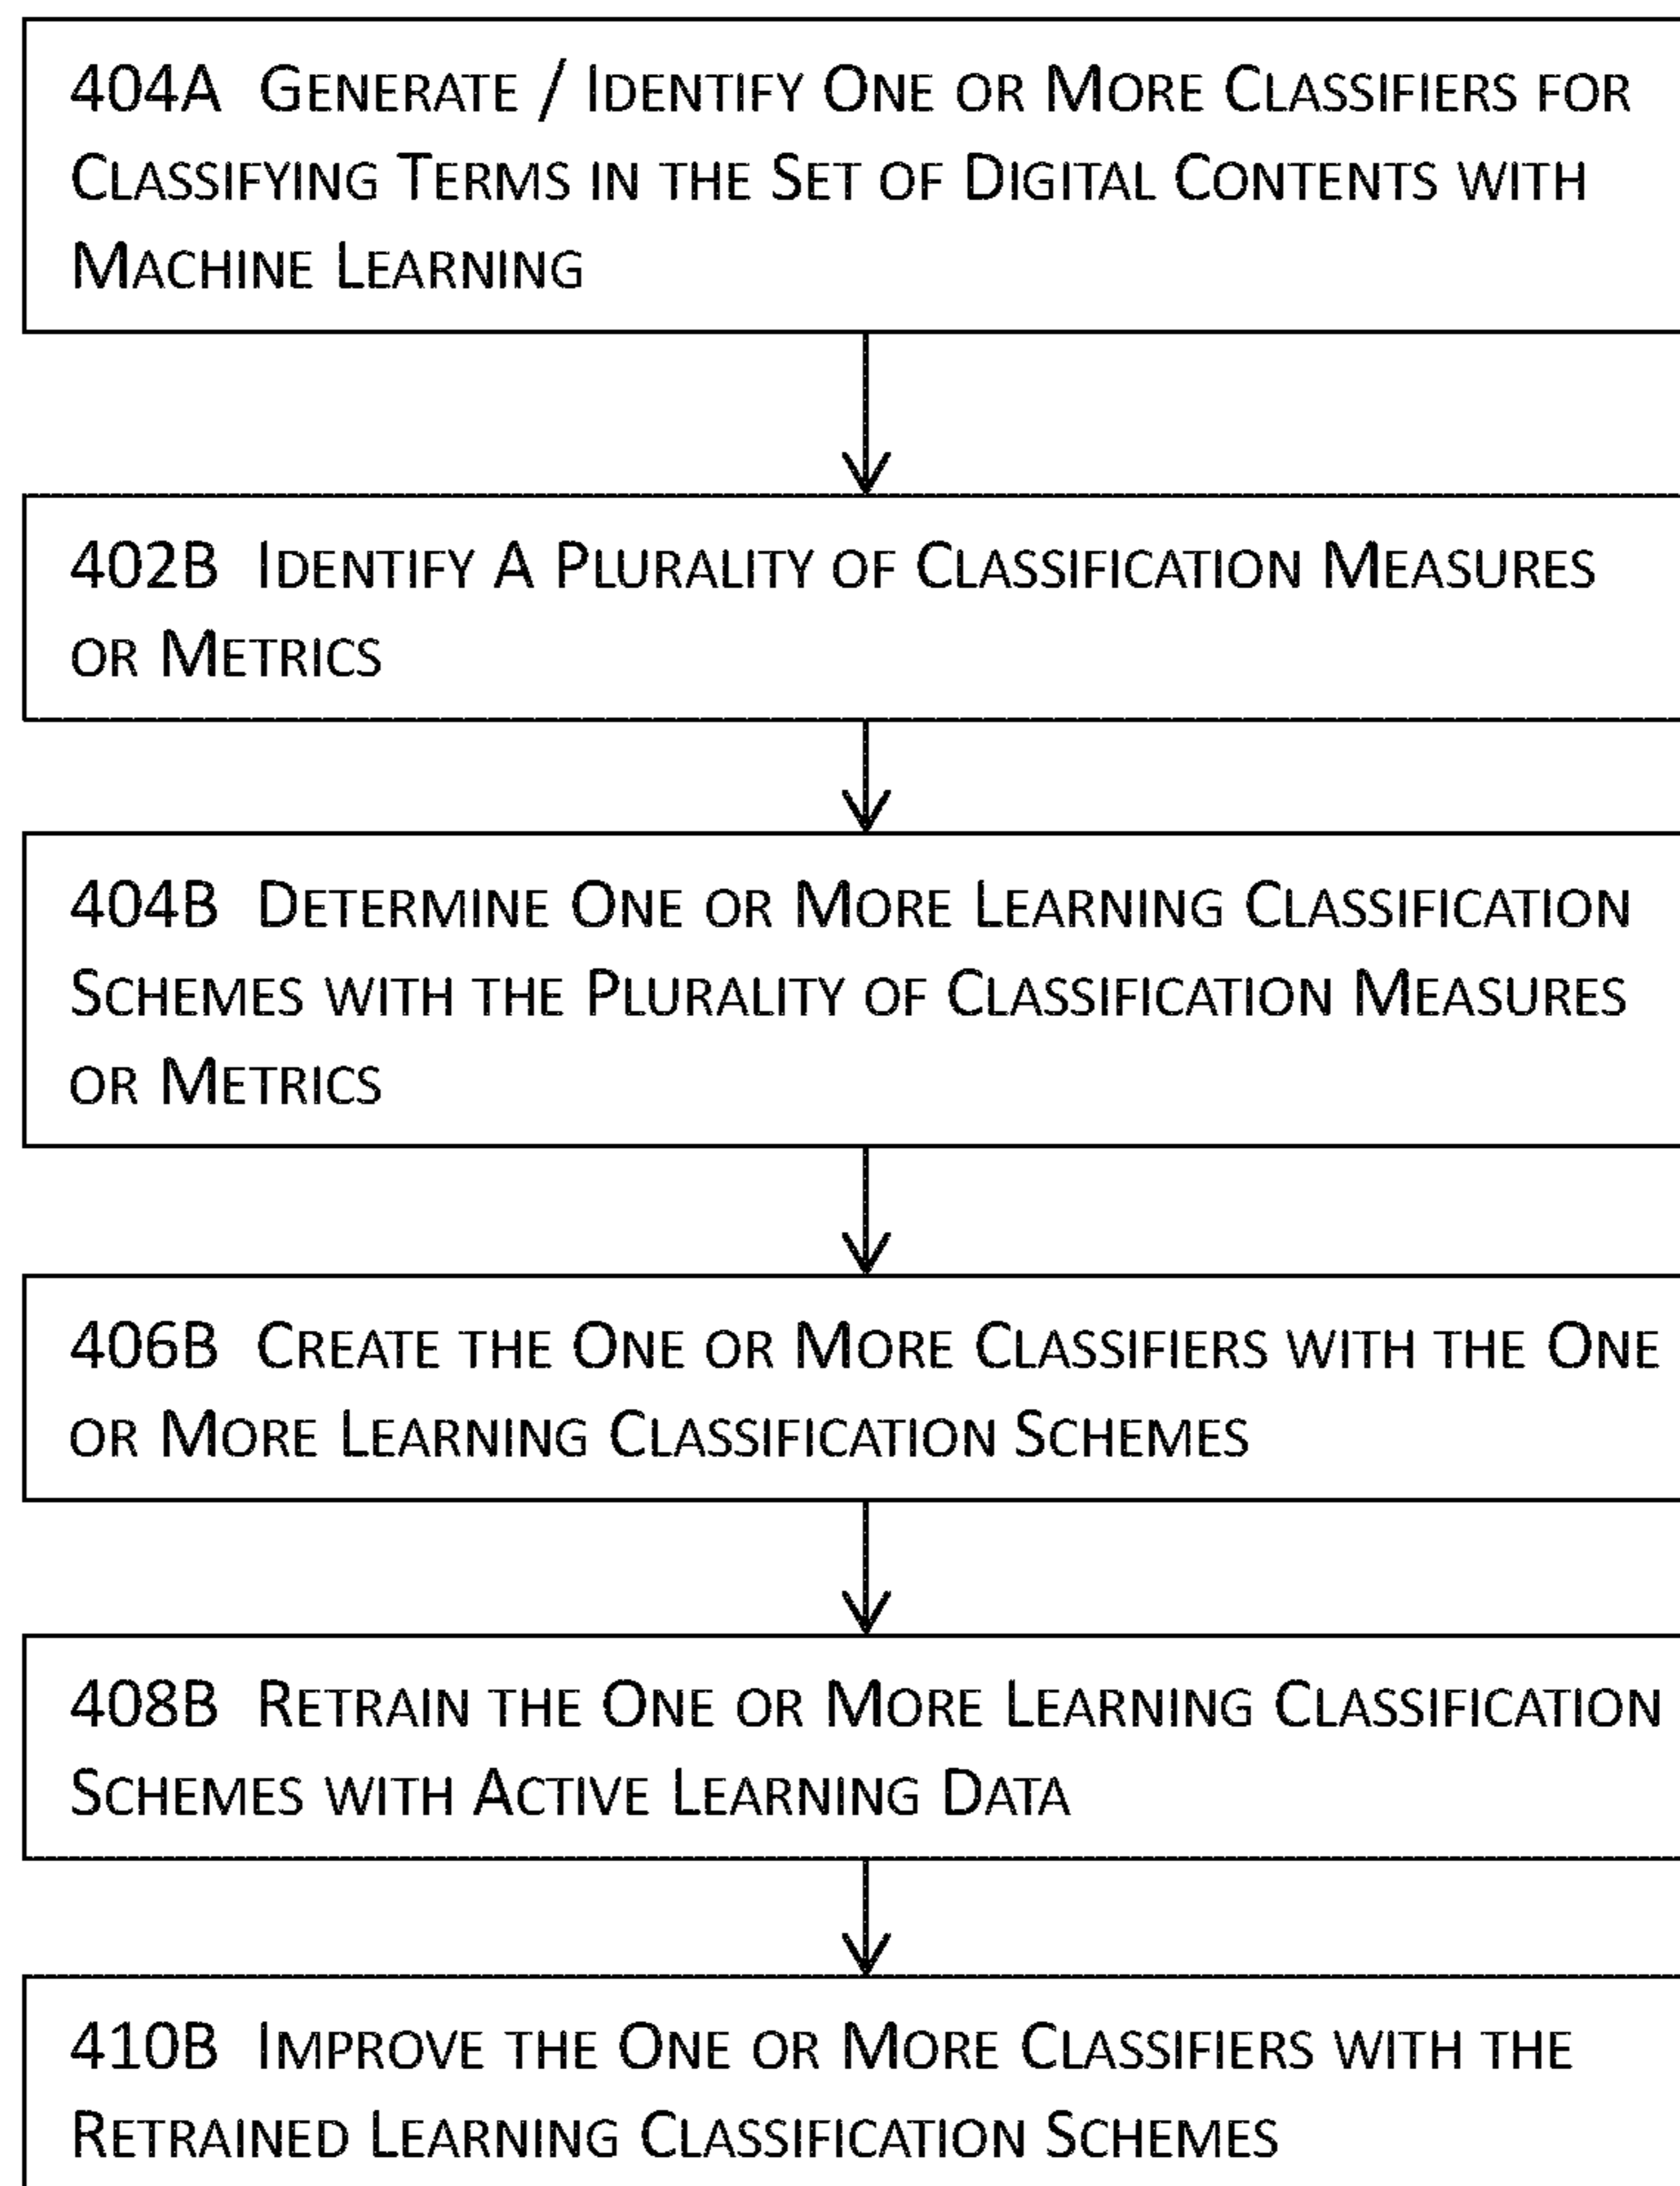 404A Generate / Identify One or More Classifiers for
Classifying Terms in the Set of Digital Contents with
Machine Learning
402B Identify A Plurality of Classification Measures
or Metrics
404B Determine One or More Learning Classification
Schemes with the Plurality of Classification Measures
or Metrics
406B Create the One or More Classifiers with the One
or More Learning Classification Schemes
408B Retrain the One or More Learning Classification
Schemes with Active Learning Data
410B Improve the One or More Classifiers with the
Retrained Learning Classification Schemes